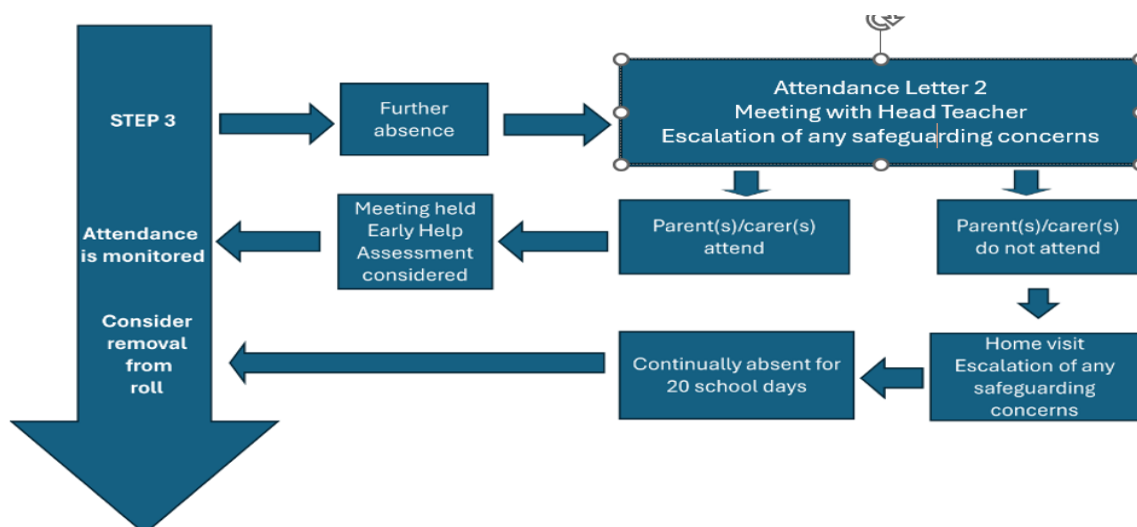 STEP 3
Further
absence
Attendance Letter 2
Meeting with Head Teacher
Escalation of any safeguarding concerns
Attendance
is monitored
Meeting held
Early Help
Assessment
considered
Parent(s)/carer(s)
attend
Parent(s)/carer(s)
do not attend
Consider
removal
from
roll
Continually absent for
20 school days
Home visit
Escalation of any
safeguarding
concerns